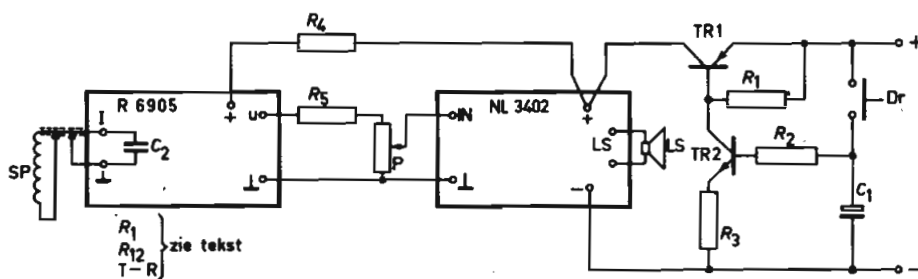 R4
TR1
+
R 6905
NL 3402
R1
Dr
I
+
u
R5
IN
+
C2
P
LS
LS
TR2
R2
SP
⊥
⊥
⊥
−
R3
C1
R1
R12
T−R
zie tekst
−